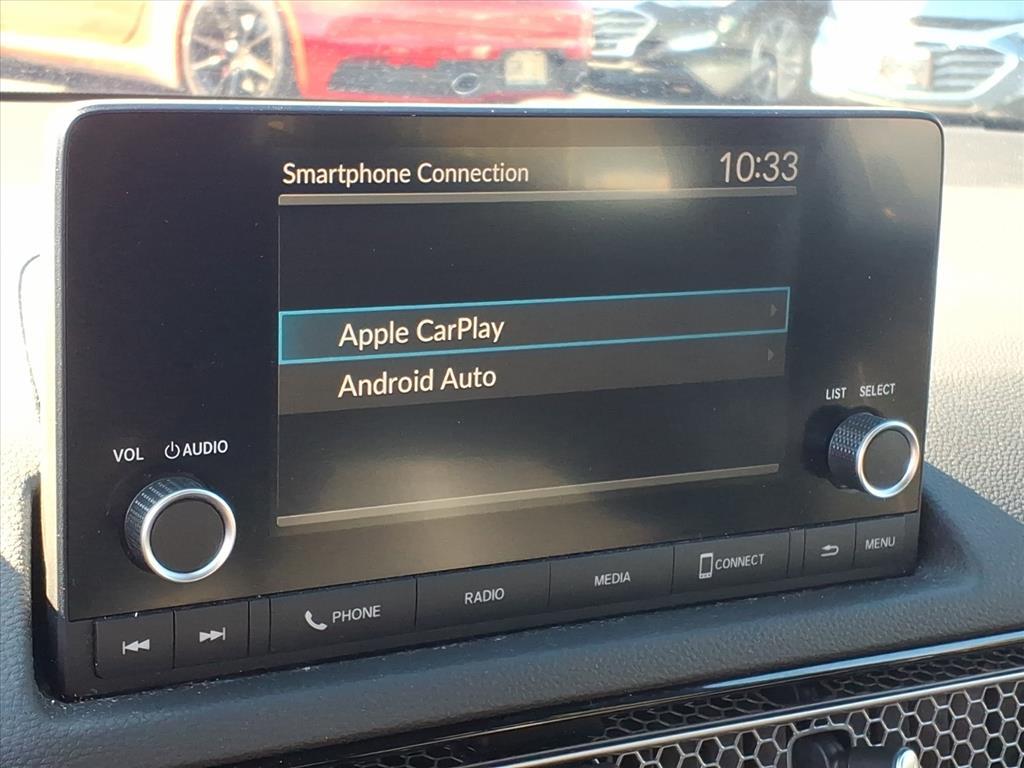 Smartphone Connection 10:33
Apple CarPlay
Android Auto
LIST SELECT
VOL AUDIO
PHONE RADIO MEDIA CONNECT MENU